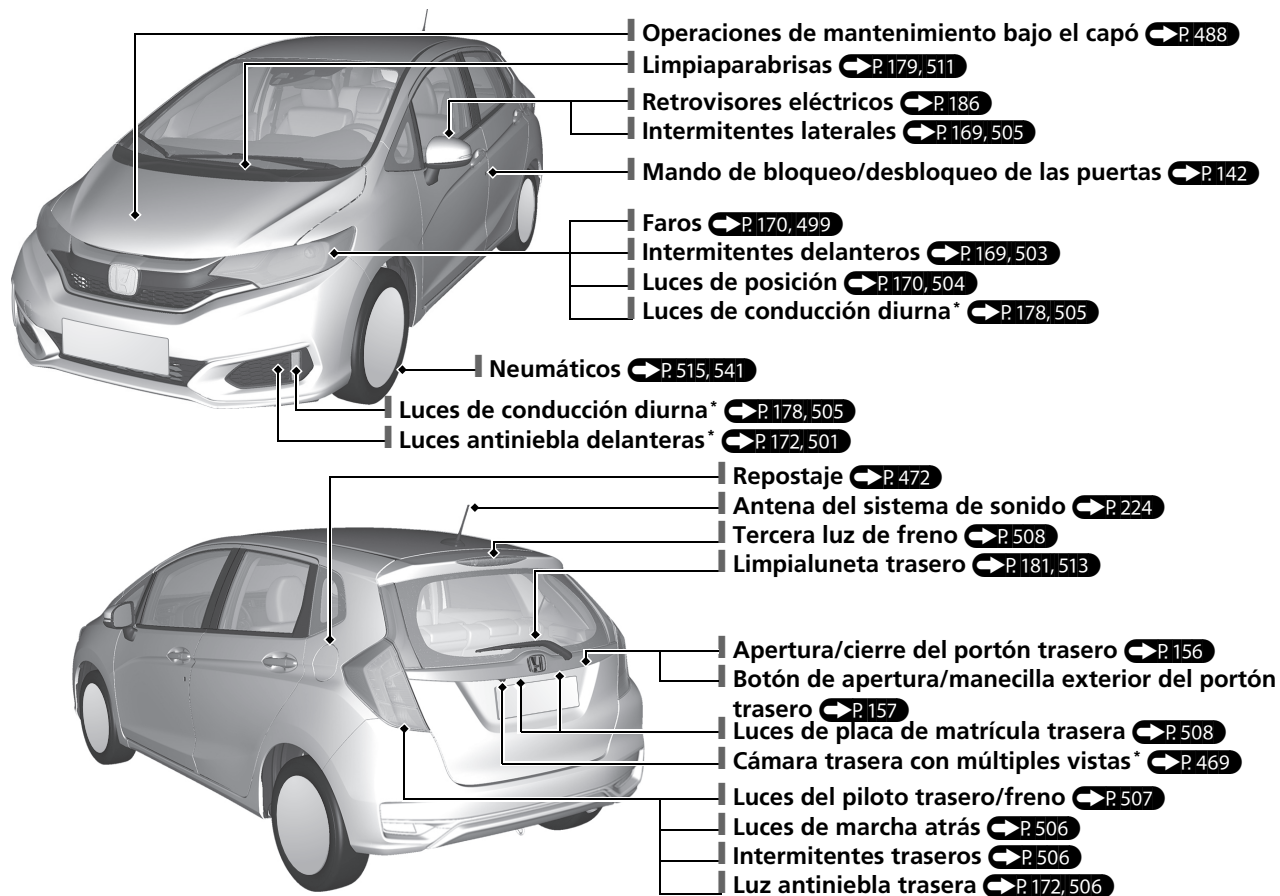 Operaciones de mantenimiento bajo el capó P. 488
Limpiaparabrisas P. 179, 511
Retrovisores eléctricos P. 186
Intermitentes laterales P. 169, 505
Mando de bloqueo/desbloqueo de las puertas P. 142
Faros P. 170, 499
Intermitentes delanteros P. 169, 503
Luces de posición P. 170, 504
Luces de conducción diurna* P. 178, 505
Neumáticos P. 515, 541
Luces de conducción diurna* P. 178, 505
Luces antiniebla delanteras* P. 172, 501
Repostaje P. 472
Antena del sistema de sonido P. 224
Tercera luz de freno P. 508
Limpialuneta trasero P. 181, 513
Apertura/cierre del portón trasero P. 156
Botón de apertura/manecilla exterior del portón
trasero P. 157
Luces de placa de matrícula trasera P. 508
Cámara trasera con múltiples vistas* P. 469
Luces del piloto trasero/freno P. 507
Luces de marcha atrás P. 506
Intermitentes traseros P. 506
Luz antiniebla trasera P. 172, 506